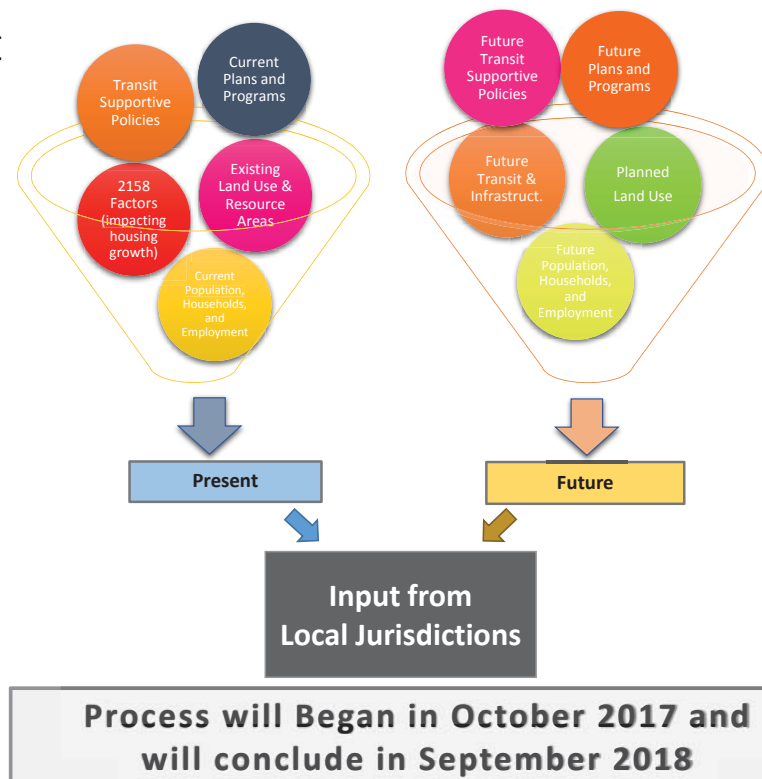 Transit
Supportive
Policies
Current
Plans and
Programs
2158
Factors
(impacting
housing
growth)
Existing
Land Use &
Resource
Areas
Current
Population,
Households,
and
Employment
Future
Transit
Supportive
Policies
Future
Plans and
Programs
Future
Transit &
Infrastruct.
Planned
Land Use
Future
Population,
Households,
and
Employment
Present
Future
Input from
Local Jurisdictions
Process will Began in October 2017 and
will conclude in September 2018